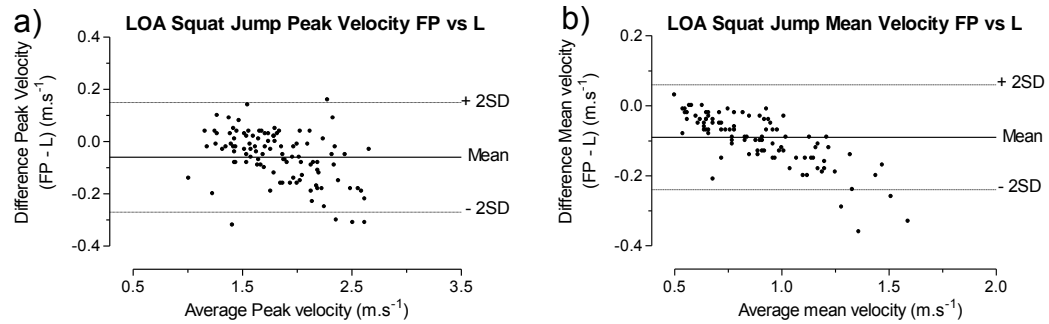 a)
LOA Squat Jump Peak Velocity FP vs L
Difference Peak Velocity
(FP - L) (m.s-1)
0.4
0.2
0.0
-0.2
-0.4
+ 2SD
Mean
- 2SD
0.5 1.5 2.5 3.5
Average Peak velocity (m.s-1)
b)
LOA Squat Jump Mean Velocity FP vs L
Difference Mean velocity
(FP - L) (m.s-1)
0.2
0.0
-0.2
-0.4
+ 2SD
Mean
- 2SD
0.5 1.0 1.5 2.0
Average mean velocity (m.s-1)